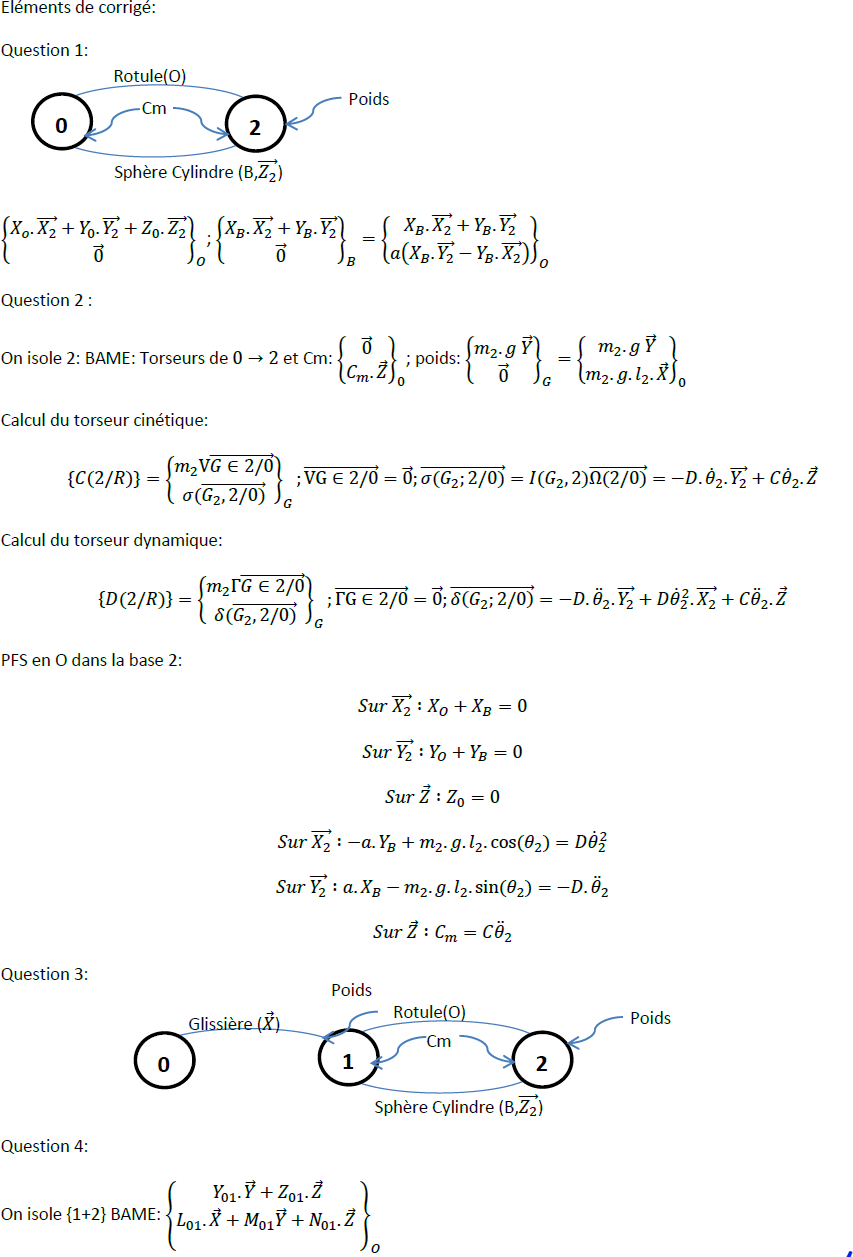 Eléments de corrigé:
Question 1:
Rotule(O)
0 Cm 2 Poids
Sphère Cylindre (B,$\overrightarrow{Z_2}$)
$\begin{Bmatrix} X_o.\overrightarrow{X_2} + Y_0.\overrightarrow{Y_2} + Z_0.\overrightarrow{Z_2} \\ \vec{0} \end{Bmatrix}_O ; \begin{Bmatrix} X_B.\overrightarrow{X_2} + Y_B.\overrightarrow{Y_2} \\ \vec{0} \end{Bmatrix}_B = \begin{Bmatrix} X_B.\overrightarrow{X_2} + Y_B.\overrightarrow{Y_2} \\ a(X_B.\overrightarrow{Y_2} - Y_B.\overrightarrow{X_2}) \end{Bmatrix}_O$
Question 2 :
On isole 2: BAME: Torseurs de 0 → 2 et Cm: $\begin{Bmatrix} \vec{0} \\ C_m.\vec{Z} \end{Bmatrix}_0$ ; poids: $\begin{Bmatrix} m_2.g\,\vec{Y} \\ \vec{0} \end{Bmatrix}_G = \begin{Bmatrix} m_2.g\,\vec{Y} \\ m_2.g.l_2.\vec{X} \end{Bmatrix}_0$
Calcul du torseur cinétique:
$\{C(2/R)\} = \begin{Bmatrix} m_2 V\overrightarrow{G \in 2/0} \\ \sigma(\overrightarrow{G_2, 2/0}) \end{Bmatrix}_G ; \overrightarrow{VG \in 2/0} = \vec{0}; \overrightarrow{\sigma(G_2; 2/0)} = I(G_2, 2)\overrightarrow{\Omega(2/0)} = -D.\dot{\theta}_2.\overrightarrow{Y_2} + C\dot{\theta}_2.\vec{Z}$
Calcul du torseur dynamique:
$\{D(2/R)\} = \begin{Bmatrix} m_2 \Gamma\overrightarrow{G \in 2/0} \\ \delta(\overrightarrow{G_2, 2/0}) \end{Bmatrix}_G ; \overrightarrow{\Gamma G \in 2/0} = \vec{0}; \overrightarrow{\delta(G_2; 2/0)} = -D.\ddot{\theta}_2.\overrightarrow{Y_2} + D\dot{\theta}_2^2.\overrightarrow{X_2} + C\ddot{\theta}_2.\vec{Z}$
PFS en O dans la base 2:
$Sur\ \overrightarrow{X_2} : X_O + X_B = 0$
$Sur\ \overrightarrow{Y_2} : Y_O + Y_B = 0$
$Sur\ \vec{Z} : Z_0 = 0$
$Sur\ \overrightarrow{X_2} : -a.Y_B + m_2.g.l_2.\cos(\theta_2) = D\dot{\theta}_2^2$
$Sur\ \overrightarrow{Y_2} : a.X_B - m_2.g.l_2.\sin(\theta_2) = -D.\ddot{\theta}_2$
$Sur\ \vec{Z} : C_m = C\ddot{\theta}_2$
Question 3:
Poids
Glissière ($\vec{X}$) Rotule(O) Poids
Cm
0 1 2
Sphère Cylindre (B,$\overrightarrow{Z_2}$)
Question 4:
On isole {1+2} BAME: $\begin{Bmatrix} Y_{01}.\vec{Y} + Z_{01}.\vec{Z} \\ L_{01}.\vec{X} + M_{01}\vec{Y} + N_{01}.\vec{Z} \end{Bmatrix}_O$